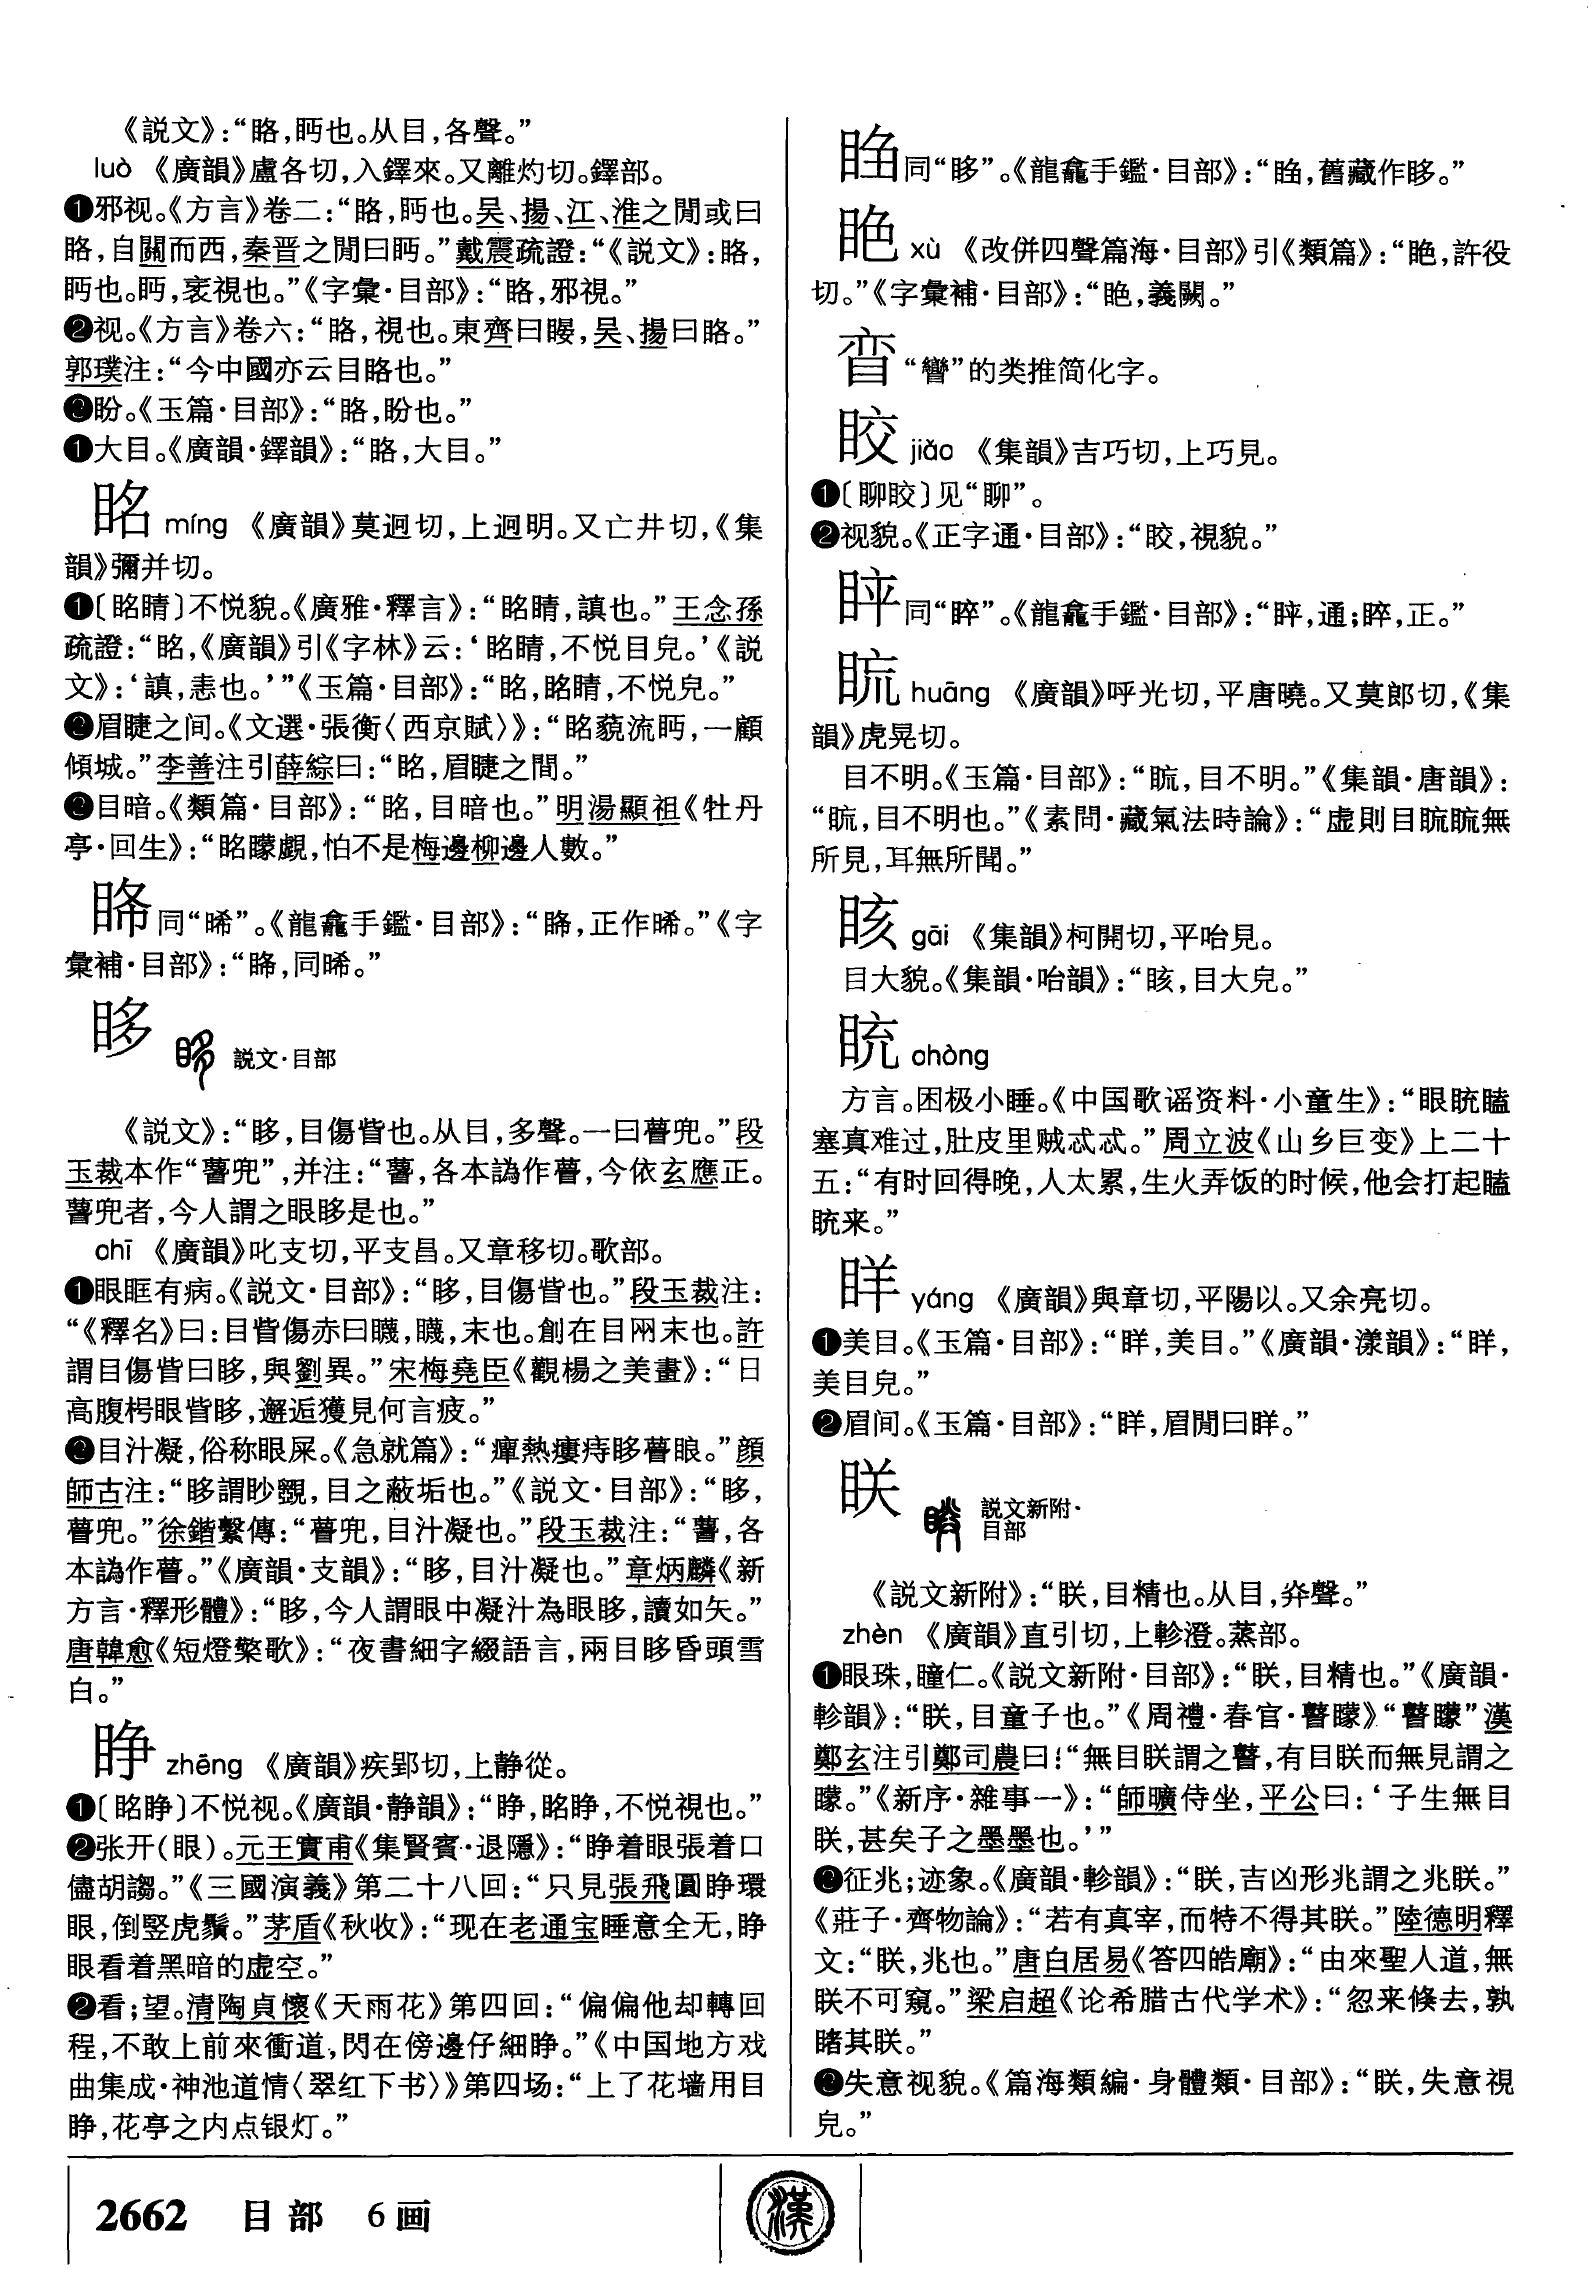 《説文》：“略，眄也。从目，各聲。”
luò 《廣韻》盧各切，入鐸來。又離灼切。鐸部。
❶邪视。《方言》卷二：“略，眄也。吴、揚、江、淮之閒或曰
略，自關而西，秦晋之閒曰眄。”戴震疏證：“《説文》：略，
眄也。眄，衺視也。”《字彙·目部》：“略，邪視。”
❷视。《方言》卷六：“略，視也。東齊曰䁙，吴、揚曰略。”
郭璞注：“今中國亦云目略也。”
❸盼。《玉篇·目部》：“略，盼也。”
❶大目。《廣韻·鐸韻》：“略，大目。”
眳 míng 《廣韻》莫迥切，上迥明。又亡井切，《集
韻》彌并切。
❶〔眳睛〕不悦貌。《廣雅·釋言》：“眳睛，謓也。”王念孫
疏證：“眳，《廣韻》引《字林》云：‘眳睛，不悦目皃。’《説
文》：‘謓，恚也。’”《玉篇·目部》：“眳，眳睛，不悦皃。”
❷眉睫之间。《文選·張衡〈西京賦〉》：“眳藐流眄，一顧
傾城。”李善注引薛綜曰：“眳，眉睫之間。”
❸目暗。《類篇·目部》：“眳，目暗也。”明湯顯祖《牡丹
亭·回生》：“眳矇覷，怕不是梅邊柳邊人數。”
同“睎”。《龍龕手鑑·目部》：“，正作睎。”《字
彙補·目部》：“，同睎。”
眵 説文·目部
《説文》：“眵，目傷眥也。从目，多聲。一曰瞢兜。”段
玉裁本作“䁾兜”，并注：“䁾，各本譌作瞢，今依玄應正。
䁾兜者，今人謂之眼眵是也。”
chī 《廣韻》叱支切，平支昌。又章移切。歌部。
❶眼眶有病。《説文·目部》：“眵，目傷眥也。”段玉裁注：
“《釋名》曰：目眥傷赤曰䁾，䁾，末也。創在目兩末也。許
謂目傷眥曰眵，與劉異。”宋梅堯臣《觀楊之美畫》：“日
高腹枵眼眥眵，邂逅獲見何言疲。”
❷目汁凝，俗称眼屎。《急就篇》：“癉熱瘻痔眵瞢眼。”顔
師古注：“眵謂眇䁾，目之蔽垢也。”《説文·目部》：“眵，
瞢兜。”徐鍇繫傳：“瞢兜，目汁凝也。”段玉裁注：“䁾，各
本譌作瞢。”《廣韻·支韻》：“眵，目汁凝也。”章炳麟《新
方言·釋形體》：“眵，今人謂眼中凝汁為眼眵，讀如矢。”
唐韓愈《短燈檠歌》：“夜書細字綴語言，兩目眵昏頭雪
白。”
睁 zhēng 《廣韻》疾郢切，上静從。
❶〔眳睁〕不悦视。《廣韻·静韻》：“睁，眳睁，不悦視也。”
❷张开（眼）。元王實甫《集賢賓·退隱》：“睁着眼張着口
儘胡謅。”《三國演義》第二十八回：“只見張飛圓睁環
眼，倒竪虎鬚。”茅盾《秋收》：“现在老通宝睡意全无，睁
眼看着黑暗的虚空。”
❷看；望。清陶貞懷《天雨花》第四回：“偏偏他却轉回
程，不敢上前來衝道，閃在傍邊仔細睁。”《中国地方戏
曲集成·神池道情〈翠红下书〉》第四场：“上了花墙用目
睁，花亭之内点银灯。”
同“眵”。《龍龕手鑑·目部》：“，舊藏作眵。”
xù 《改併四聲篇海·目部》引《類篇》：“，許役
切。”《字彙補·目部》：“，義闕。”
“矕”的类推简化字。
䀊 jiǎo 《集韻》吉巧切，上巧見。
❶〔聊〕见“聊”。
❷视貌。《正字通·目部》：“，視貌。”
同“睟”。《龍龕手鑑·目部》：“，通；睟，正。”
䀮 huāng 《廣韻》呼光切，平唐曉。又莫郎切，《集
韻》虎晃切。
目不明。《玉篇·目部》：“䀮，目不明。”《集韻·唐韻》：
“䀮，目不明也。”《素問·藏氣法時論》：“虚則目䀮䀮無
所見，耳無所聞。”
䀭 gāi 《集韻》柯開切，平咍見。
目大貌。《集韻·咍韻》：“䀭，目大皃。”
眫 chòng
方言。困极小睡。《中国歌谣资料·小童生》：“眼瞌
塞真难过，肚皮里贼忒忒。”周立波《山乡巨变》上二十
五：“有时回得晚，人太累，生火弄饭的时候，他会打起瞌
来。”
眻 yáng 《廣韻》與章切，平陽以。又余亮切。
❶美目。《玉篇·目部》：“眻，美目。”《廣韻·漾韻》：“眻，
美目皃。”
❷眉间。《玉篇·目部》：“眻，眉閒曰眻。”
眹 説文新附·
目部
《説文新附》：“眹，目精也。从目，灷聲。”
zhèn 《廣韻》直引切，上軫澄。蒸部。
❶眼珠，瞳仁。《説文新附·目部》：“眹，目精也。”《廣韻·
軫韻》：“眹，目童子也。”《周禮·春官·瞽矇》“瞽矇”漢
鄭玄注引鄭司農曰：“無目眹謂之瞽，有目眹而無見謂之
矇。”《新序·雜事一》：“師曠侍坐，平公曰：‘子生無目
眹，甚矣子之墨墨也。’”
❷征兆；迹象。《廣韻·軫韻》：“眹，吉凶形兆謂之兆眹。”
《莊子·齊物論》：“若有真宰，而特不得其眹。”陸德明釋
文：“眹，兆也。”唐白居易《答四皓廟》：“由來聖人道，無
眹不可窺。”梁启超《论希腊古代学术》：“忽来倏去，孰
睹其眹。”
❸失意视貌。《篇海類編·身體類·目部》：“眹，失意視
皃。”
2662 目部 6画
漢